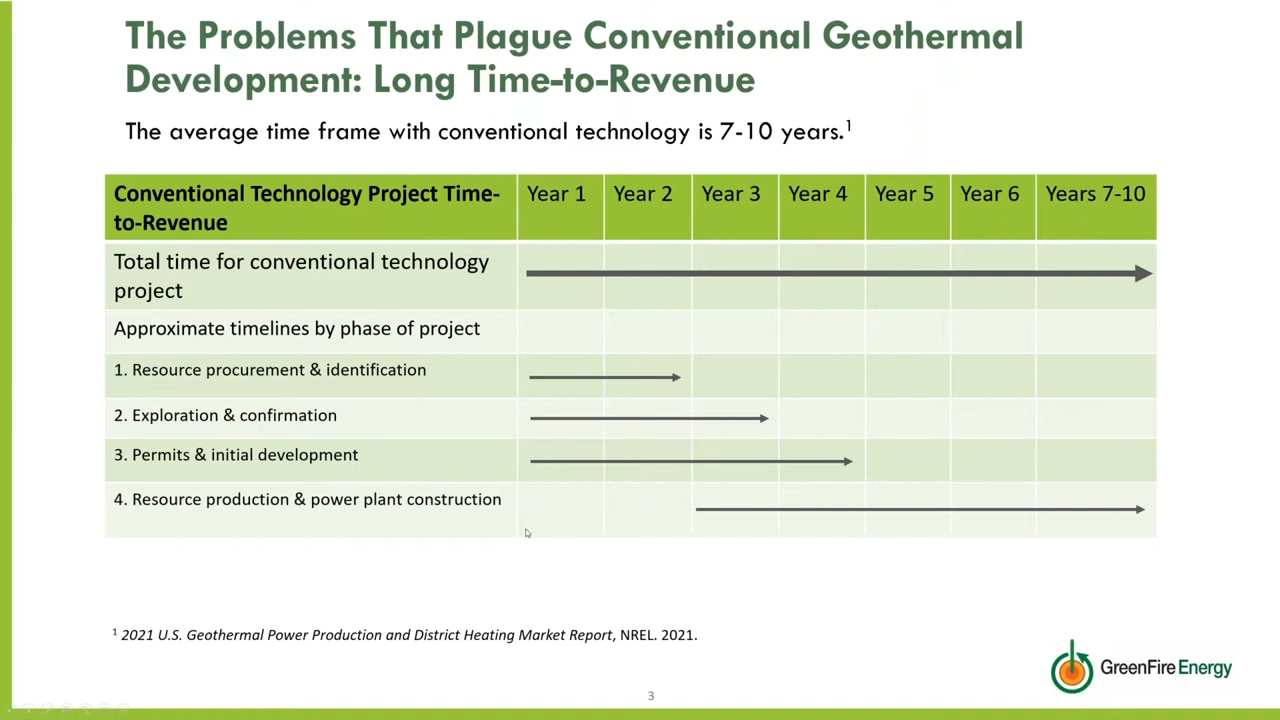 The Problems That Plague Conventional Geothermal
Development: Long Time-to-Revenue
The average time frame with conventional technology is 7-10 years.1
Conventional Technology Project Time-
to-Revenue
Year 1
Year 2
Year 3
Year 4
Year 5
Year 6
Years 7-10
Total time for conventional technology
project
Approximate timelines by phase of project
1. Resource procurement & identification
2. Exploration & confirmation
3. Permits & initial development
4. Resource production & power plant construction
1 2021 U.S. Geothermal Power Production and District Heating Market Report, NREL. 2021.
GreenFire Energy
3